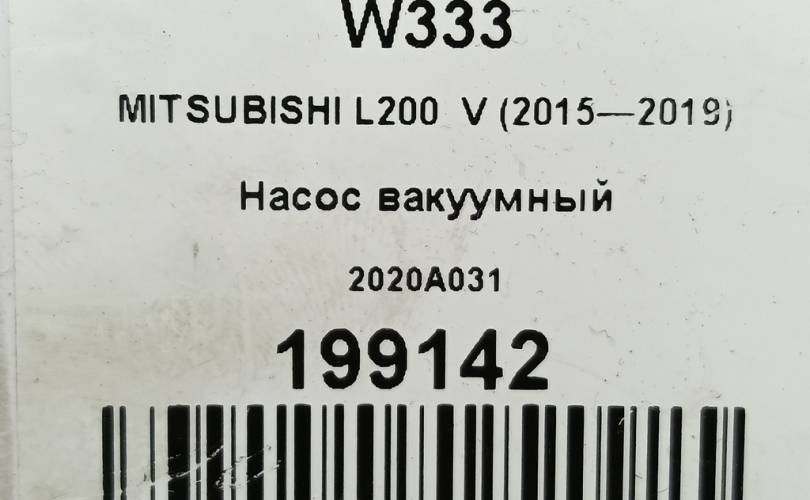 W333
MITSUBISHI L200 V (2015—2019)
Насос вакуумный
2020A031
199142